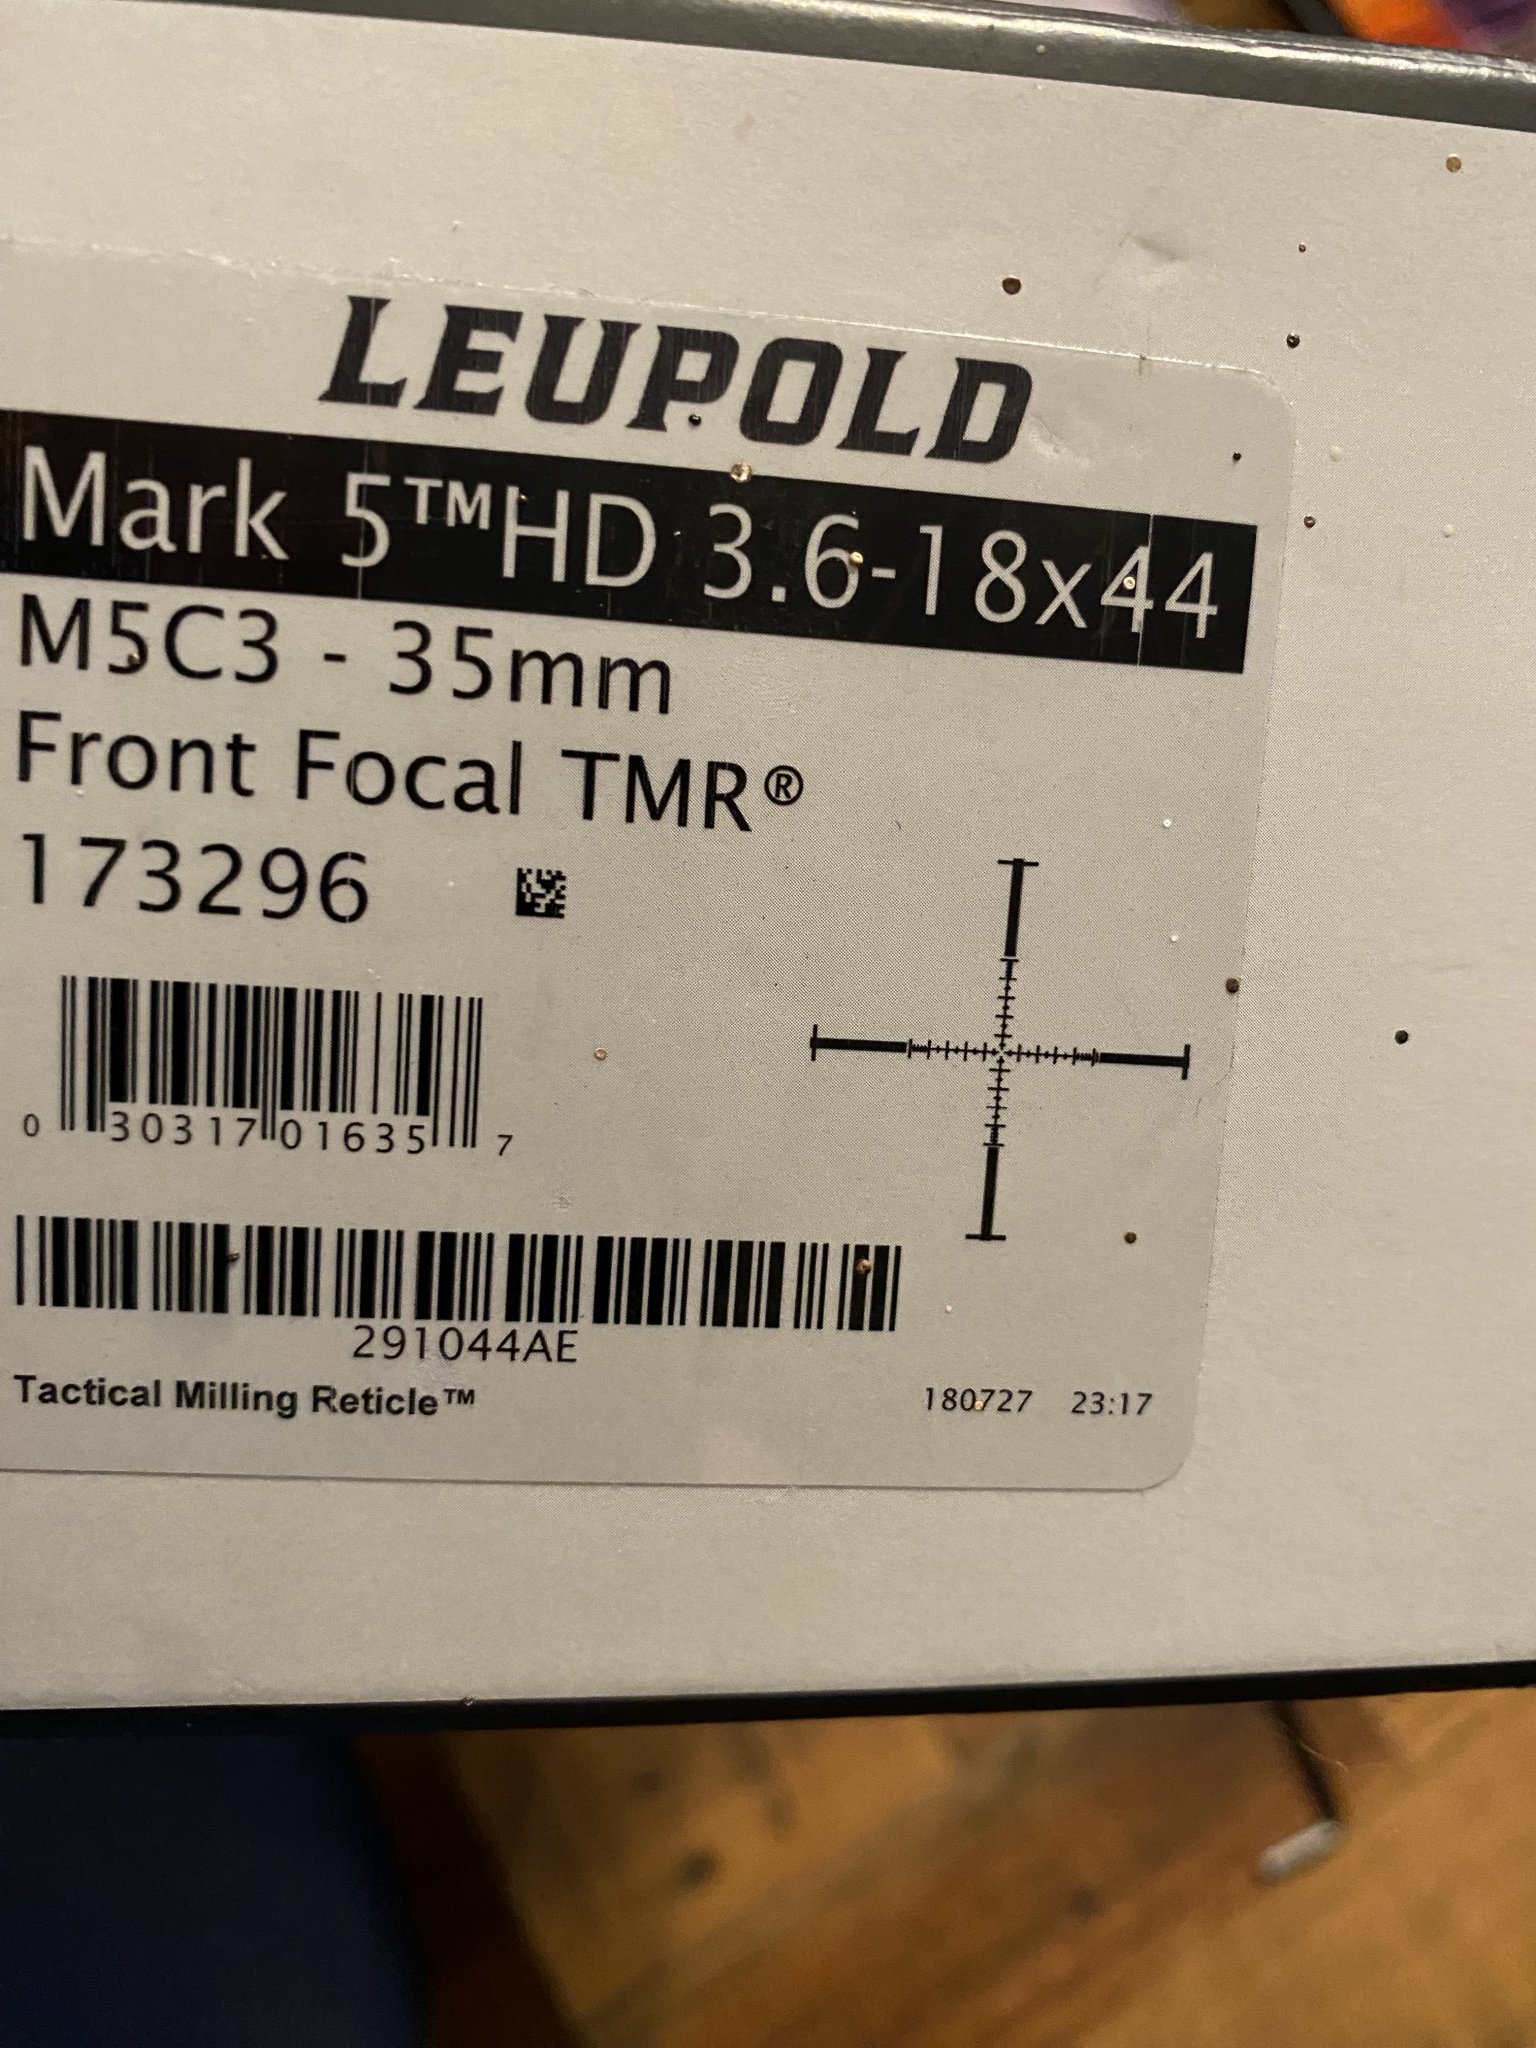 LEUPOLD
Mark 5™HD 3.6-18x44
M5C3 - 35mm
Front Focal TMR®
173296
0 30317 01635 7
291044AE
Tactical Milling Reticle™
180727 23:17